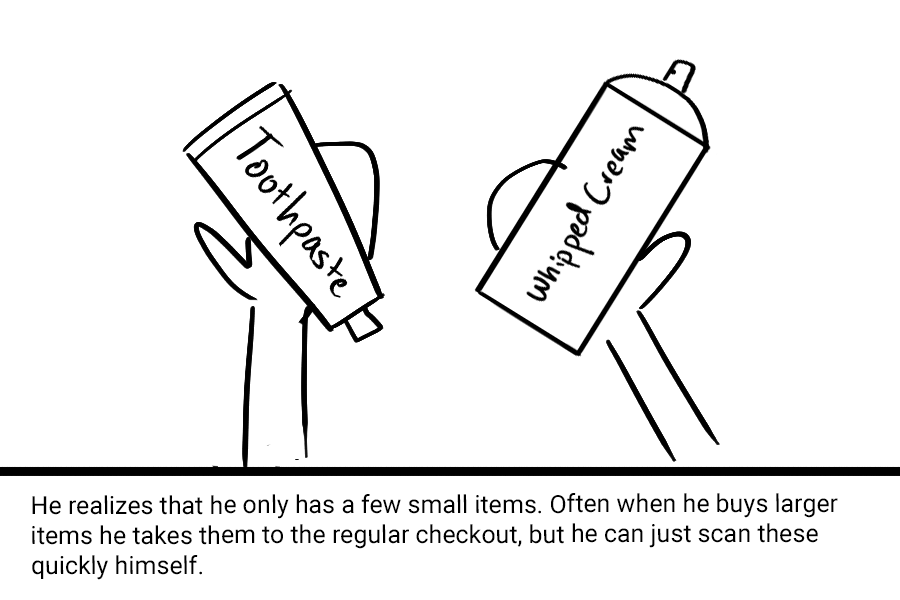 Toothpaste
Whipped Cream
He realizes that he only has a few small items. Often when he buys larger
items he takes them to the regular checkout, but he can just scan these
quickly himself.